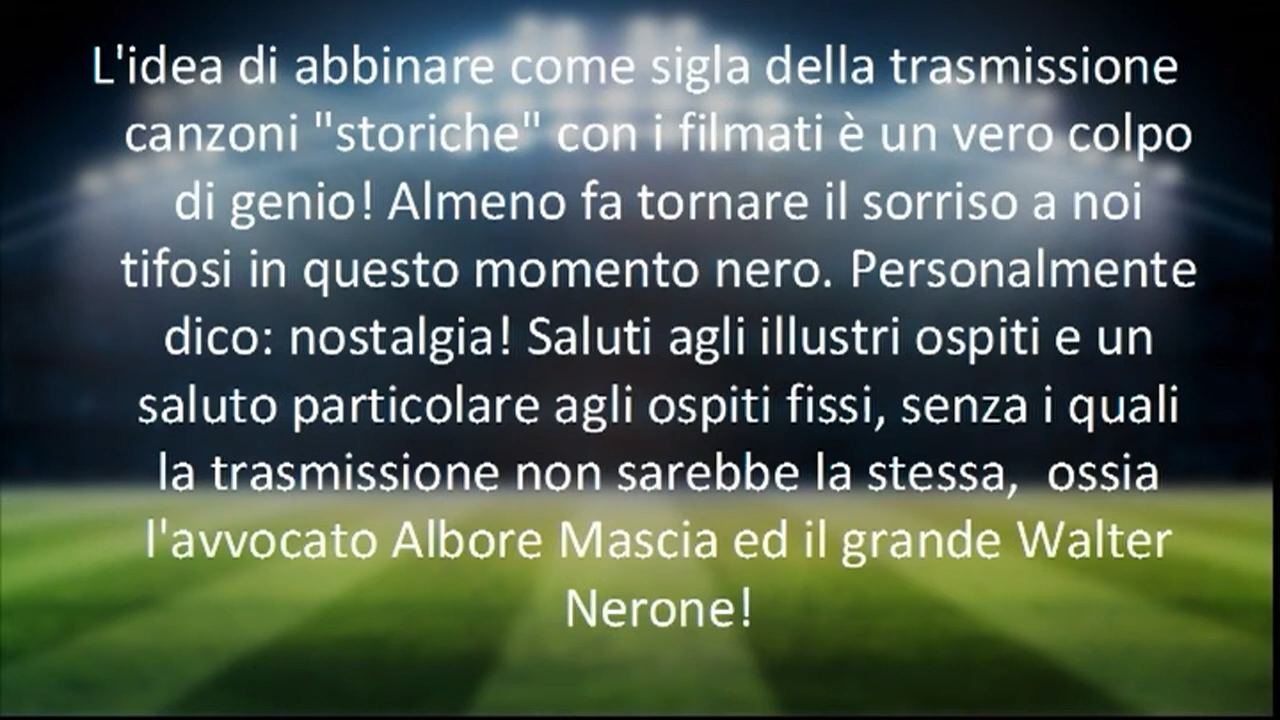 L'idea di abbinare come sigla della trasmissione
canzoni "storiche" con i filmati è un vero colpo
di genio! Almeno fa tornare il sorriso a noi
tifosi in questo momento nero. Personalmente
dico: nostalgia! Saluti agli illustri ospiti e un
saluto particolare agli ospiti fissi, senza i quali
la trasmissione non sarebbe la stessa,  ossia
l'avvocato Albore Mascia ed il grande Walter
Nerone!